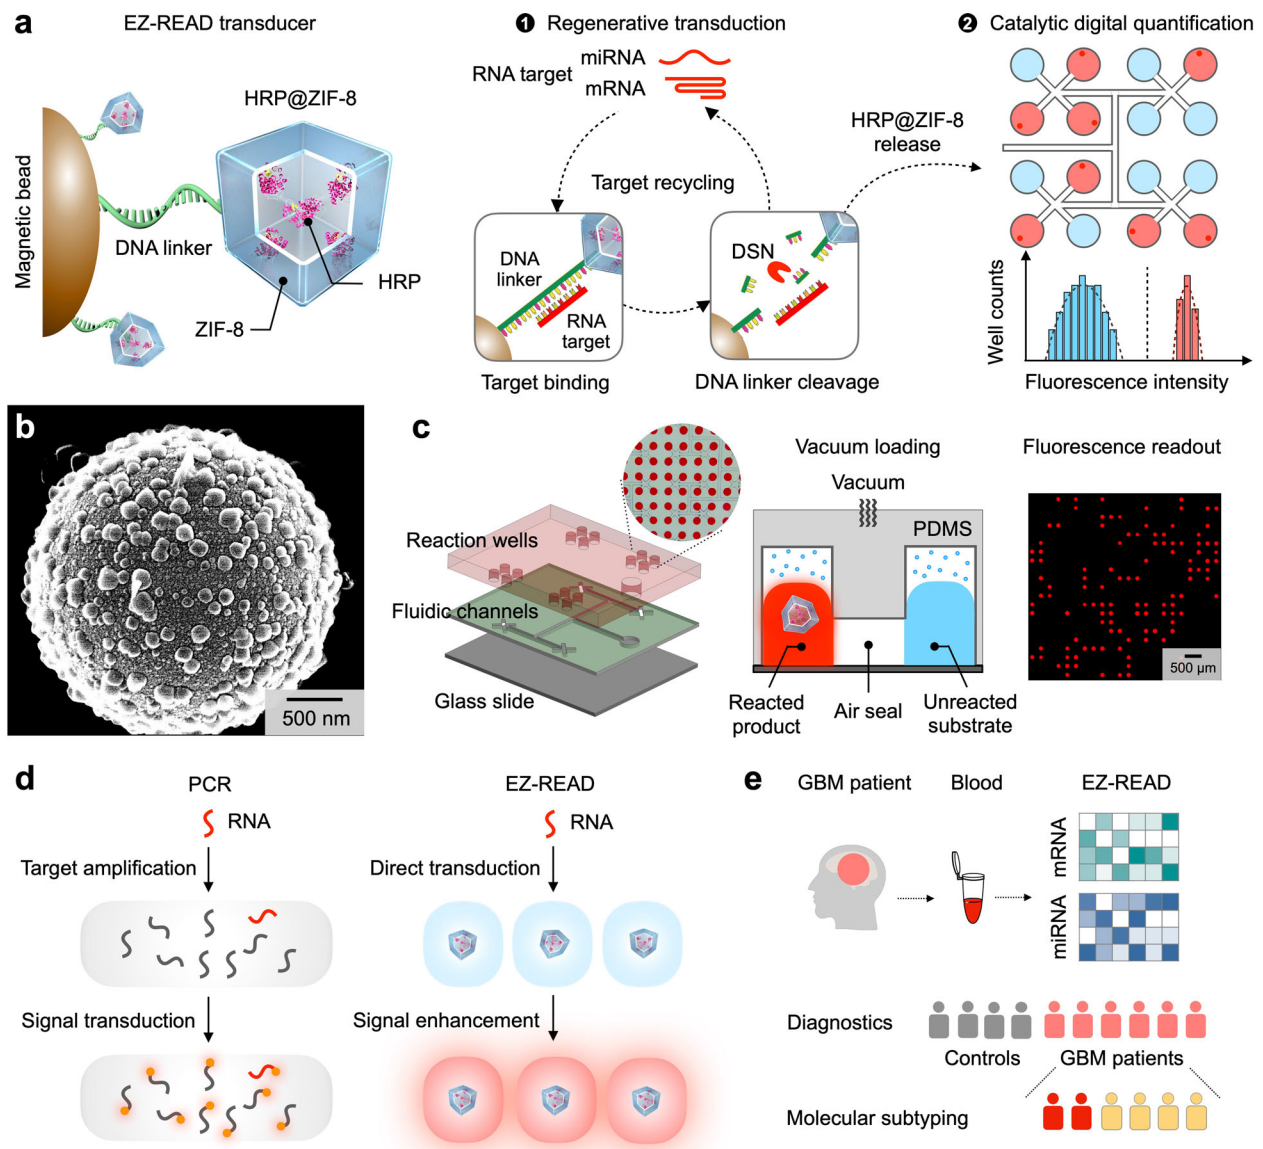 a
EZ-READ transducer
HRP@ZIF-8
Magnetic bead
DNA linker
HRP
ZIF-8
1 Regenerative transduction
RNA target
miRNA
mRNA
Target recycling
HRP@ZIF-8
release
DNA
linker
RNA
target
Target binding
DSN
DNA linker cleavage
2 Catalytic digital quantification
Well counts
Fluorescence intensity
b
500 nm
c
Reaction wells
Fluidic channels
Glass slide
Vacuum loading
Vacuum
PDMS
Reacted
product
Air seal
Unreacted
substrate
Fluorescence readout
500 µm
d
PCR
RNA
Target amplification
Signal transduction
EZ-READ
RNA
Direct transduction
Signal enhancement
e
GBM patient
Blood
EZ-READ
mRNA
miRNA
Diagnostics
Controls
GBM patients
Molecular subtyping